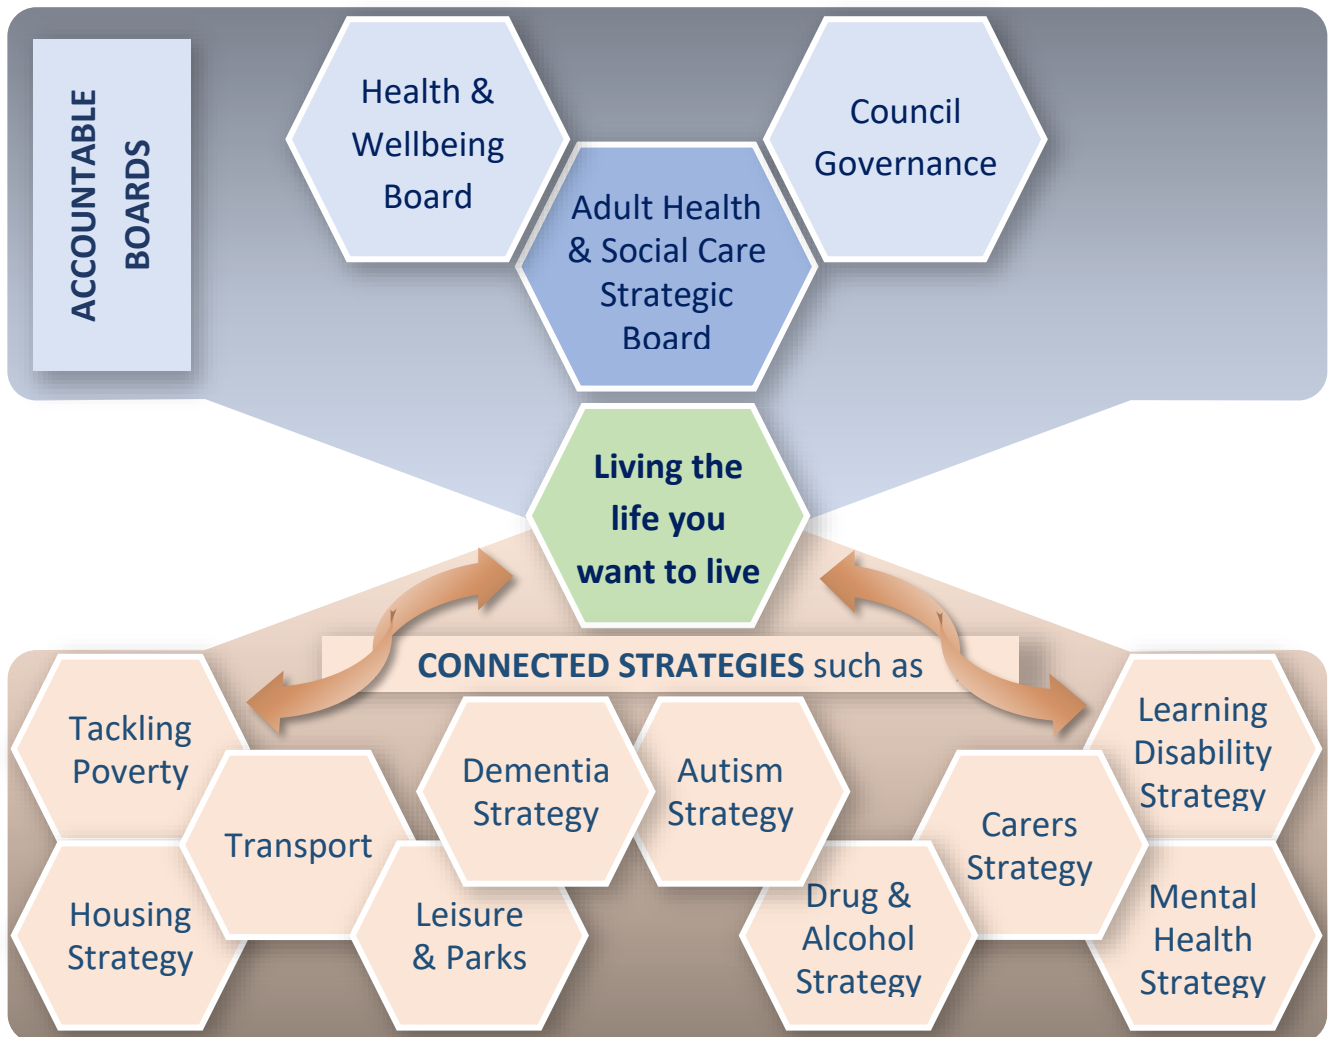 ACCOUNTABLE
BOARDS
Health &
Wellbeing
Board
Council
Governance
Adult Health
& Social Care
Strategic
Board
Living the
life you
want to live
CONNECTED STRATEGIES such as
Tackling
Poverty
Transport
Housing
Strategy
Leisure
& Parks
Dementia
Strategy
Autism
Strategy
Drug &
Alcohol
Strategy
Carers
Strategy
Learning
Disability
Strategy
Mental
Health
Strategy